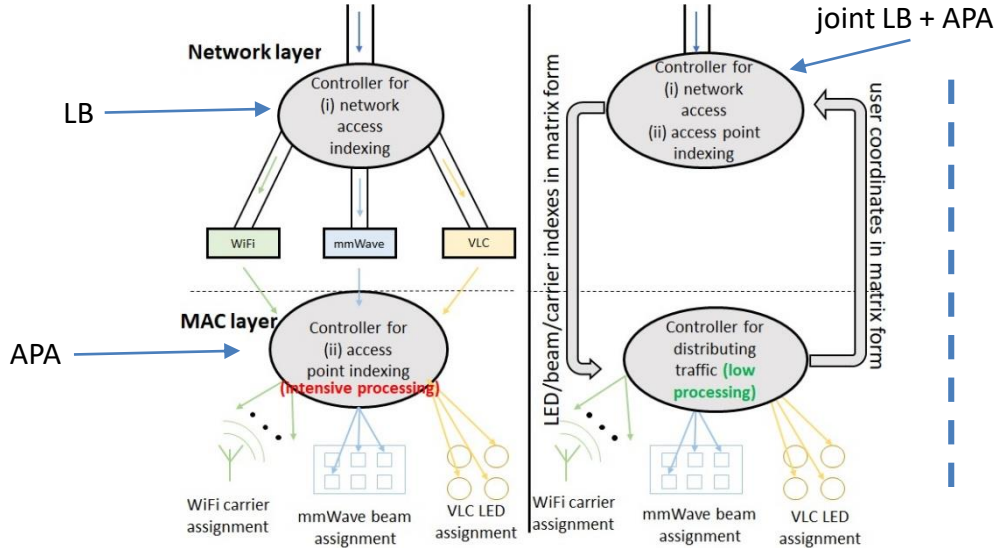 joint LB + APA
Network layer
LB
Controller for
(i) network
access
indexing
WiFi
mmWave
VLC
MAC layer
APA
Controller for
(ii) access
point indexing
(intensive processing)
WiFi carrier
assignment
mmWave beam
assignment
VLC LED
assignment
Controller for
(i) network
access
(ii) access point
indexing
LED/beam/carrier indexes in matrix form
user coordinates in matrix form
Controller for
distributing
traffic (low
processing)
WiFi carrier
assignment
mmWave beam
assignment
VLC LED
assignment